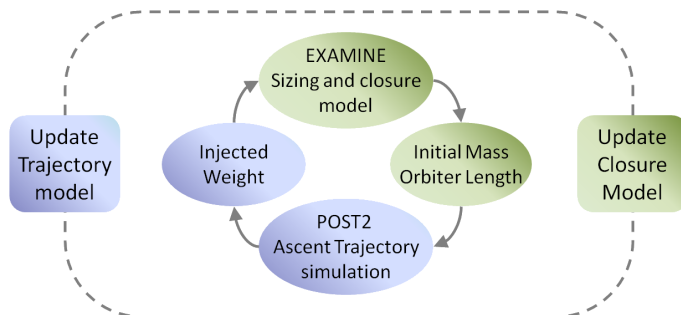 EXAMINE
Sizing and closure
model
Update
Trajectory
model
Injected
Weight
Initial Mass
Orbiter Length
Update
Closure
Model
POST2
Ascent Trajectory
simulation